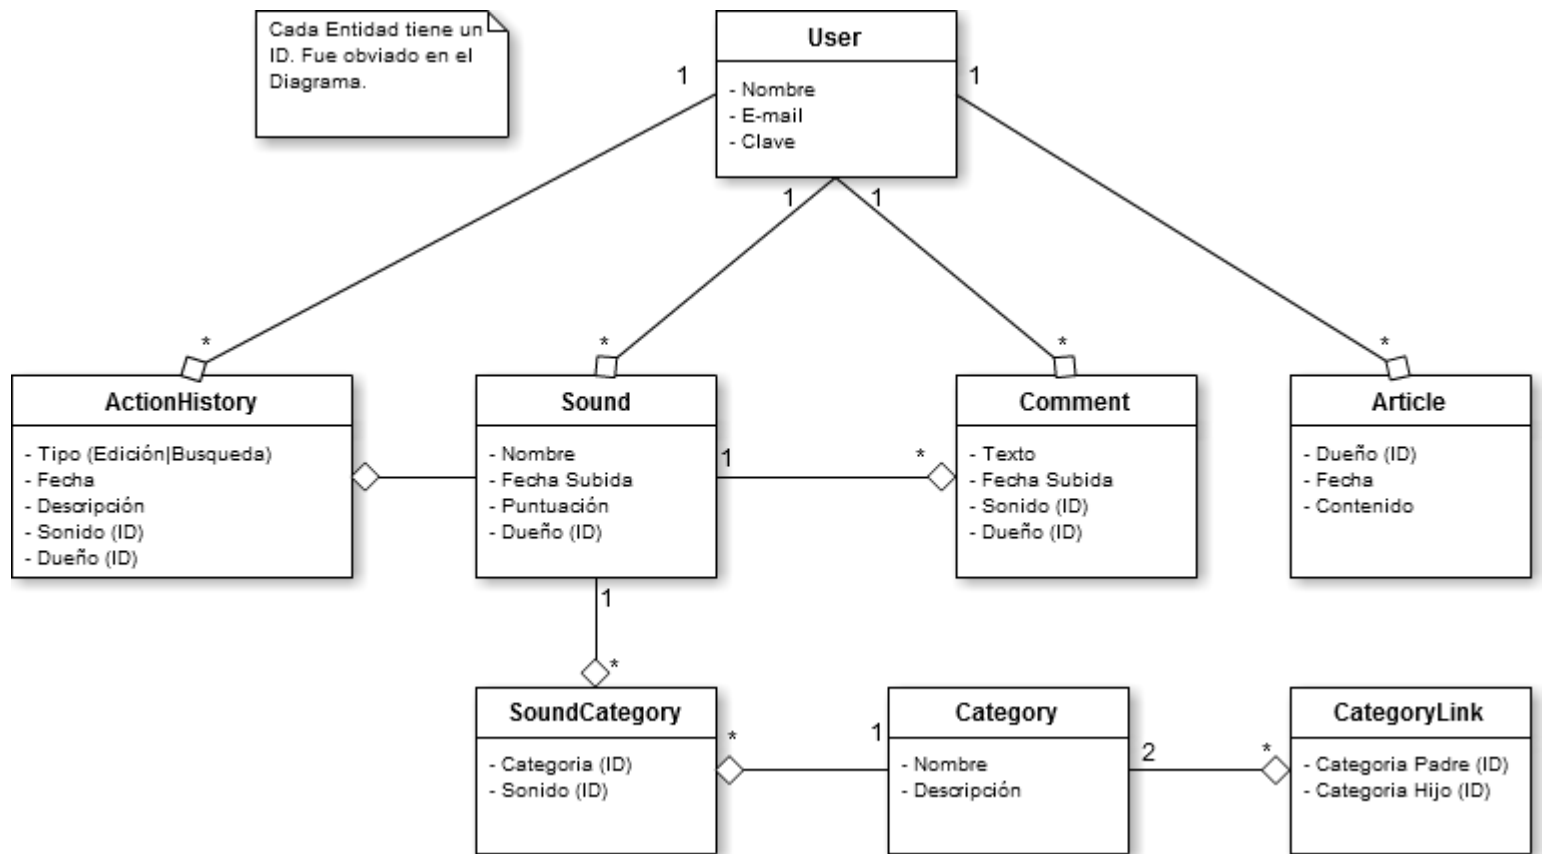 Cada Entidad tiene un
ID. Fue obviado en el
Diagrama.
User
- Nombre
- E-mail
- Clave
1
1
1
1
*
*
*
*
ActionHistory
- Tipo (Edición|Busqueda)
- Fecha
- Descripción
- Sonido (ID)
- Dueño (ID)
Sound
- Nombre
- Fecha Subida
- Puntuación
- Dueño (ID)
1
*
Comment
- Texto
- Fecha Subida
- Sonido (ID)
- Dueño (ID)
Article
- Dueño (ID)
- Fecha
- Contenido
1
*
SoundCategory
- Categoria (ID)
- Sonido (ID)
*
1
Category
- Nombre
- Descripción
2
*
CategoryLink
- Categoria Padre (ID)
- Categoria Hijo (ID)